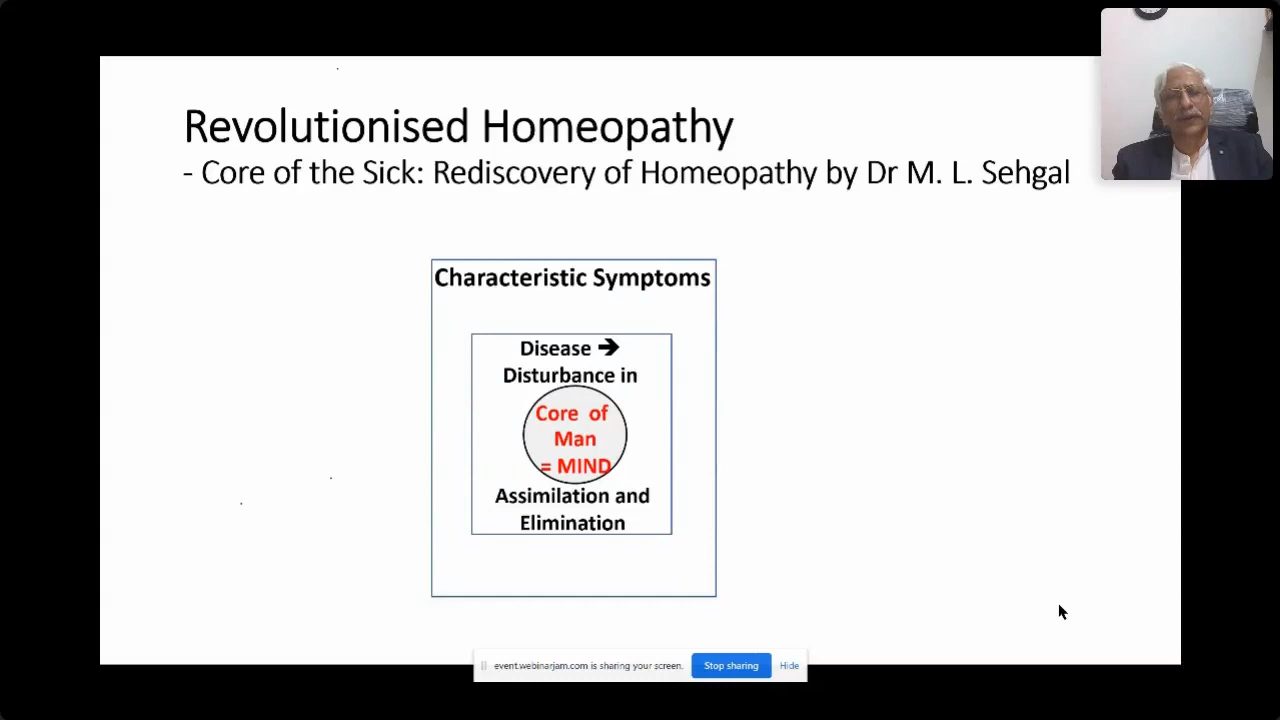 Revolutionised Homeopathy
- Core of the Sick: Rediscovery of Homeopathy by Dr M. L. Sehgal
Characteristic Symptoms
Disease ➔
Disturbance in
Core of
Man
= MIND
Assimilation and
Elimination
event.webinarjam.com is sharing your screen.
Stop sharing
Hide